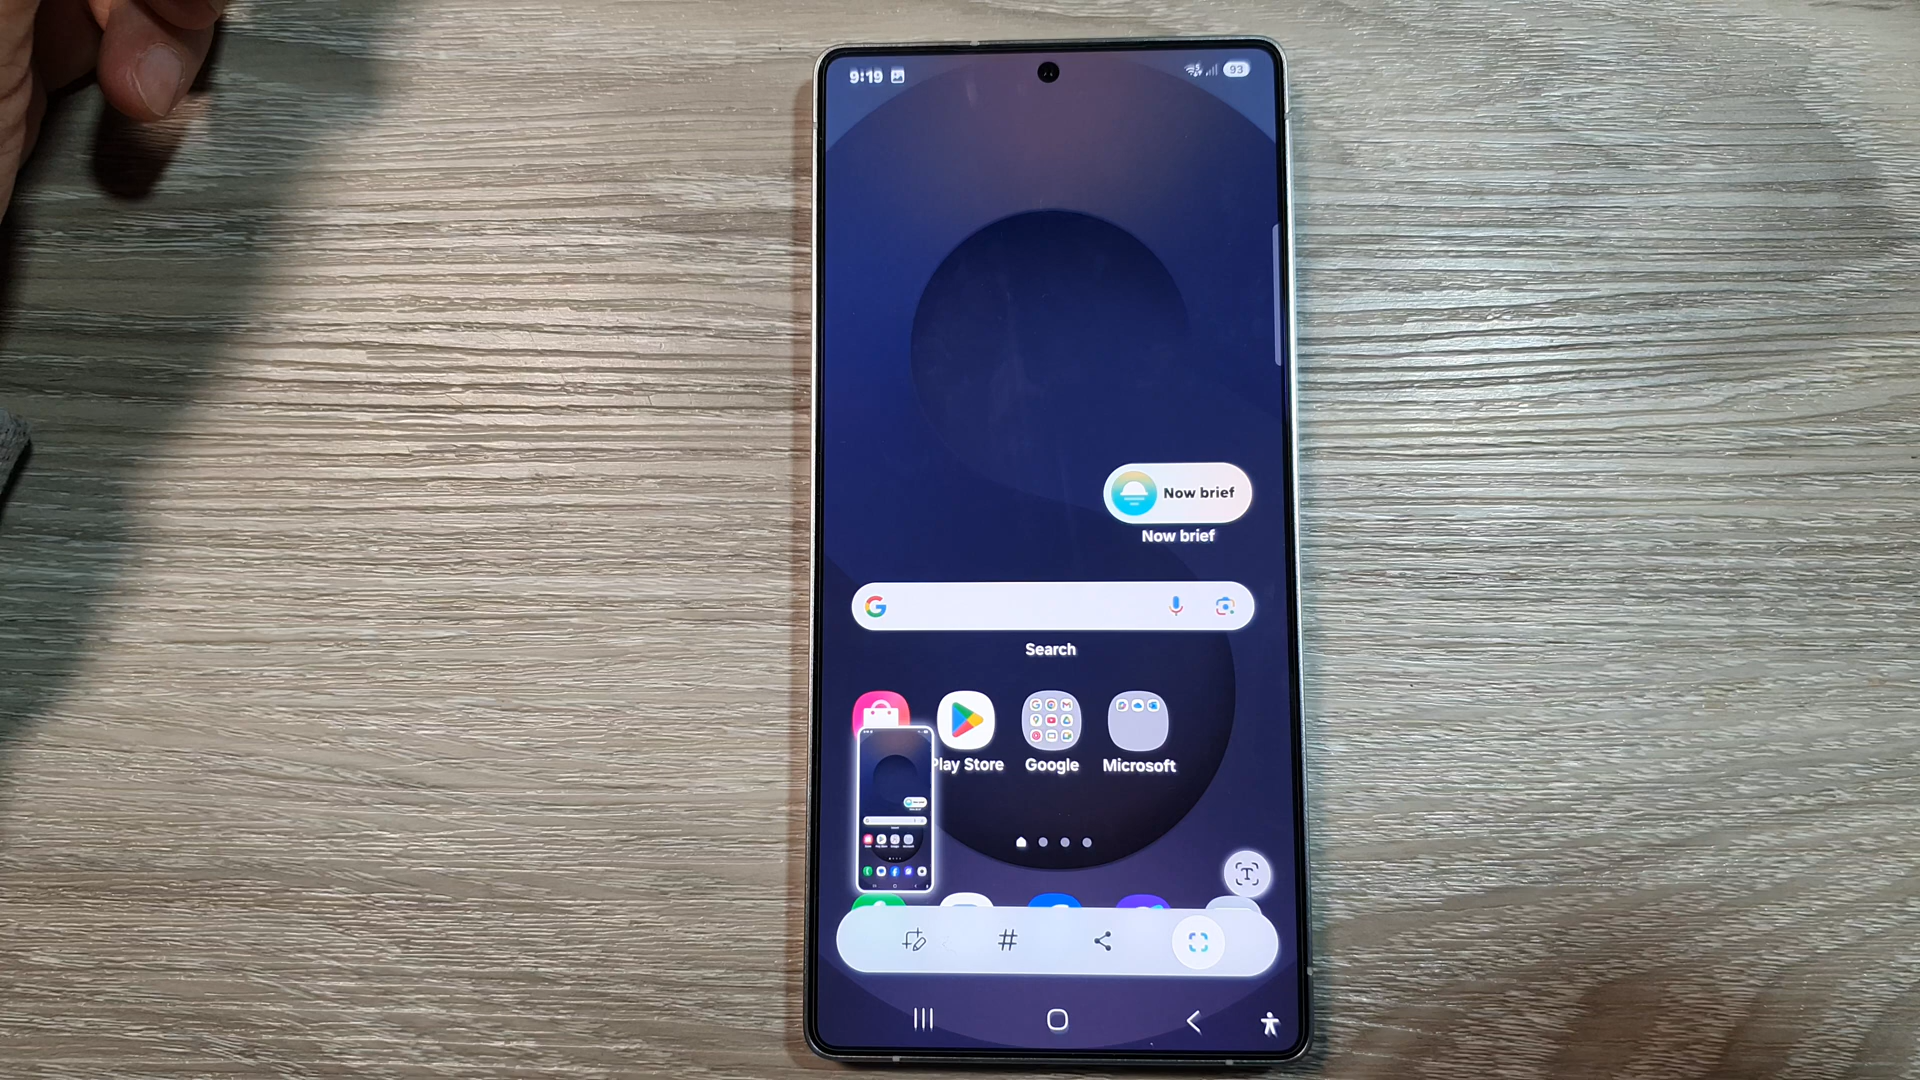 9:19
93
Now brief
Now brief
Search
Play Store
Google
Microsoft